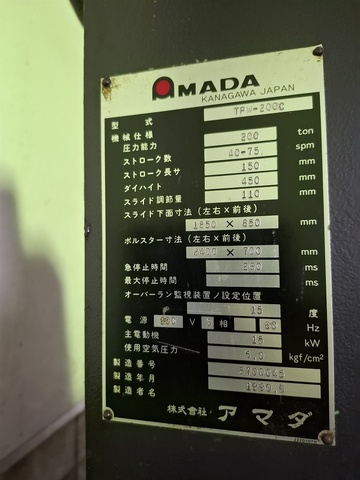 AMADA
KANAGAWA JAPAN
型式 TPW-200C
機械仕様
圧力能力 200 ton
ストローク数 40-75 spm
ストローク長サ 150 mm
ダイハイト 450 mm
スライド調節量 110 mm
スライド下面寸法(左右×前後)
1850 × 650 mm
ボルスター寸法(左右×前後)
× mm
急停止時間 ms
最大停止時間 ms
オーバーラン監視装置ノ設定位置
15 度
電源 V 相 60 Hz
主電動機 15 kW
使用空気圧力 5.0 kgf/cm²
製造番号
製造年月
製造者名
株式会社 アマダ